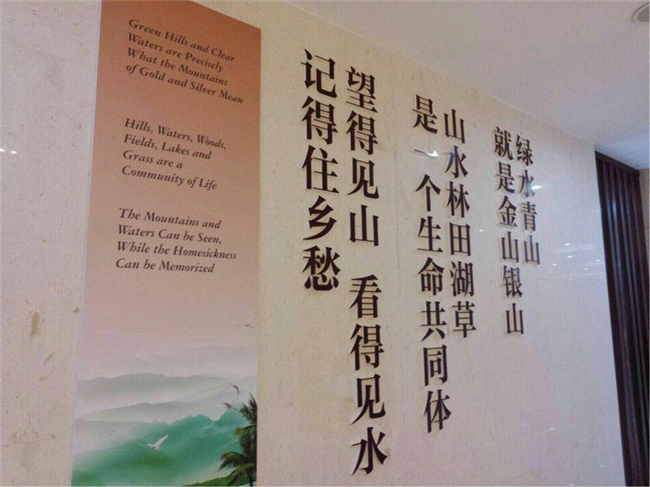 Green Hills and Clear
Waters are Precisely
What the Mountains
of Gold and Silver Mean
Hills, Waters, Woods,
Fields, Lakes and
Grass are a
Community of Life
The Mountains and
Waters Can be Seen,
While the Homesickness
Can be Memorized
绿水青山
就是金山银山
山水林田湖草
是一个生命共同体
望得见山 看得见水
记得住乡愁